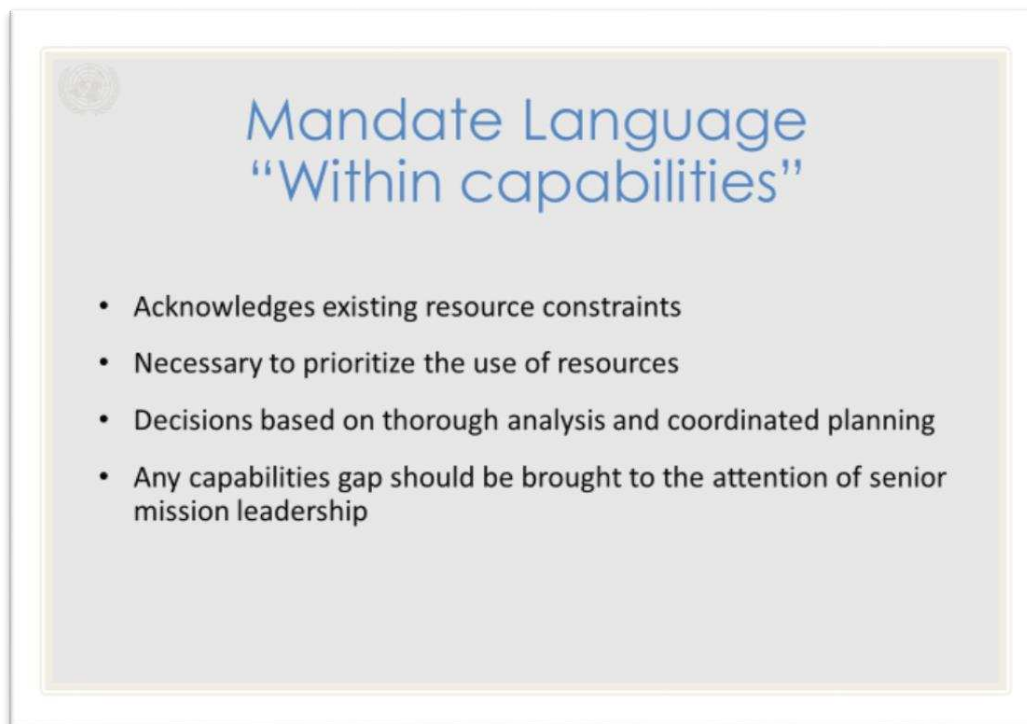 Mandate Language
“Within capabilities”
• Acknowledges existing resource constraints
• Necessary to prioritize the use of resources
• Decisions based on thorough analysis and coordinated planning
• Any capabilities gap should be brought to the attention of senior
mission leadership